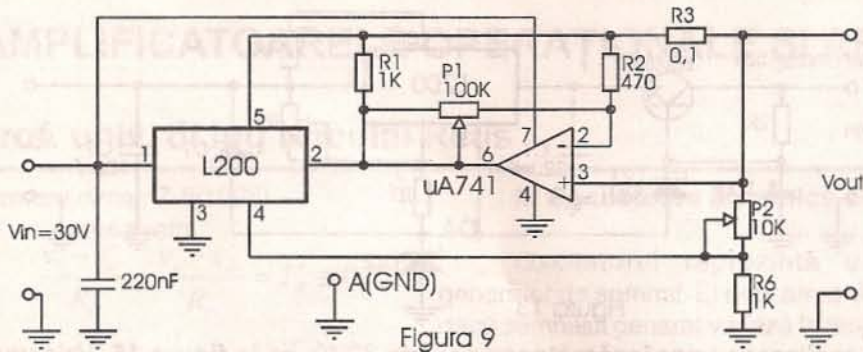 R3
0,1
R1
1K
P1
100K
R2
470
5
1
L200
2
3
4
6
7
2
3
4
-
+
uA741
Vin=30V
220nF
A(GND)
P2
10K
R6
1K
Vout
Figura 9